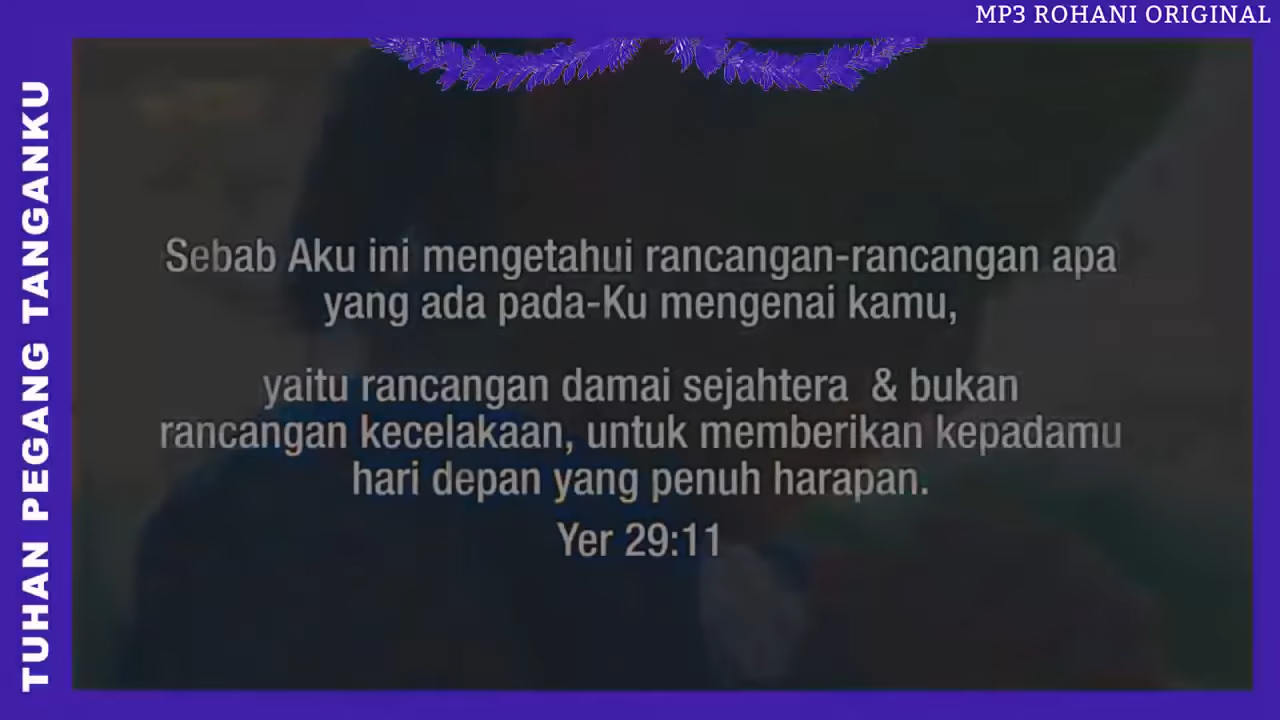 MP3 ROHANI ORIGINAL
TUHAN PEGANG TANGANKU
Sebab Aku ini mengetahui rancangan-rancangan apa
yang ada pada-Ku mengenai kamu,
yaitu rancangan damai sejahtera & bukan
rancangan kecelakaan, untuk memberikan kepadamu
hari depan yang penuh harapan.
Yer 29:11